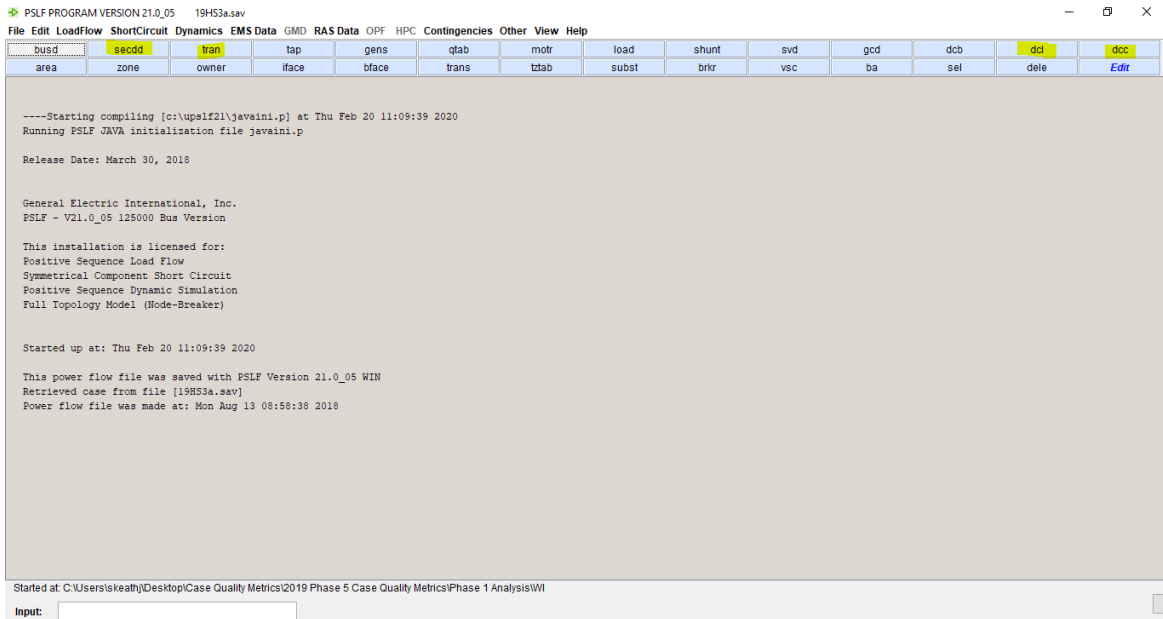 PSLF PROGRAM VERSION 21.0_05 19HS3a.sav
File Edit LoadFlow ShortCircuit Dynamics EMS Data GMD RAS Data OPF HPC Contingencies Other View Help
busd secdd tran tap gens qtab motr load shunt svd gcd dcb dcl dcc
area zone owner iface bface trans tztab subst brkr vsc ba sel dele Edit
----Starting compiling [c:\upslf21\javaini.p] at Thu Feb 20 11:09:39 2020
Running PSLF JAVA initialization file javaini.p
Release Date: March 30, 2018
General Electric International, Inc.
PSLF - V21.0_05 125000 Bus Version
This installation is licensed for:
Positive Sequence Load Flow
Symmetrical Component Short Circuit
Positive Sequence Dynamic Simulation
Full Topology Model (Node-Breaker)
Started up at: Thu Feb 20 11:09:39 2020
This power flow file was saved with PSLF Version 21.0_05 WIN
Retrieved case from file [19HS3a.sav]
Power flow file was made at: Mon Aug 13 08:58:38 2018
Started at: C:\Users\skeathj\Desktop\Case Quality Metrics\2019 Phase 5 Case Quality Metrics\Phase 1 Analysis\WI
Input: